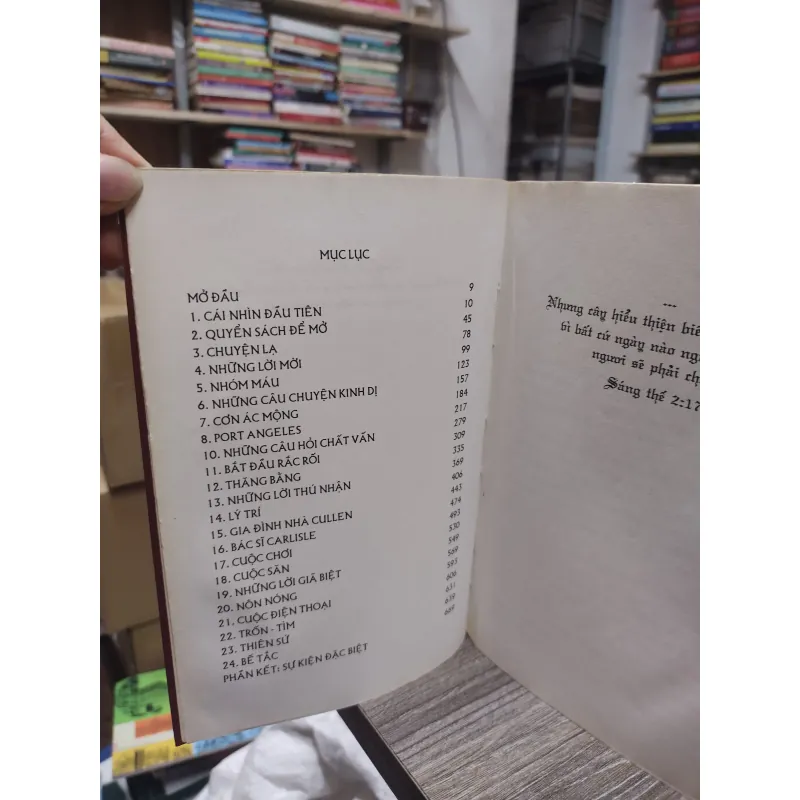 MỤC LỤC
MỞ ĐẦU 9
1. CÁI NHÌN ĐẦU TIÊN 10
2. QUYỂN SÁCH ĐỂ MỞ 45
3. CHUYỆN LẠ 78
4. NHỮNG LỜI MỜI 99
5. NHÓM MÁU 123
6. NHỮNG CÂU CHUYỆN KINH DỊ 157
7. CƠN ÁC MỘNG 184
8. PORT ANGELES 217
10. NHỮNG CÂU HỎI CHẤT VẤN 279
11. BẮT ĐẦU RẮC RỐI 309
12. THĂNG BẰNG 335
13. NHỮNG LỜI THÚ NHẬN 369
14. LÝ TRÍ 406
15. GIA ĐÌNH NHÀ CULLEN 443
16. BÁC SĨ CARLISLE 474
17. CUỘC CHƠI 493
18. CUỘC SĂN 530
19. NHỮNG LỜI GIÃ BIỆT 549
20. NÔN NÓNG 569
21. CUỘC ĐIỆN THOẠI 593
22. TRỐN - TÌM 606
23. THIÊN SỨ 631
24. BẾ TẮC 639
PHẦN KẾT: SỰ KIỆN ĐẶC BIỆT 689
---
Nhưng cây hiểu thiện biê
bì bất cứ ngày nào ng
ngươi sẽ phải ch
Sáng thế 2:17